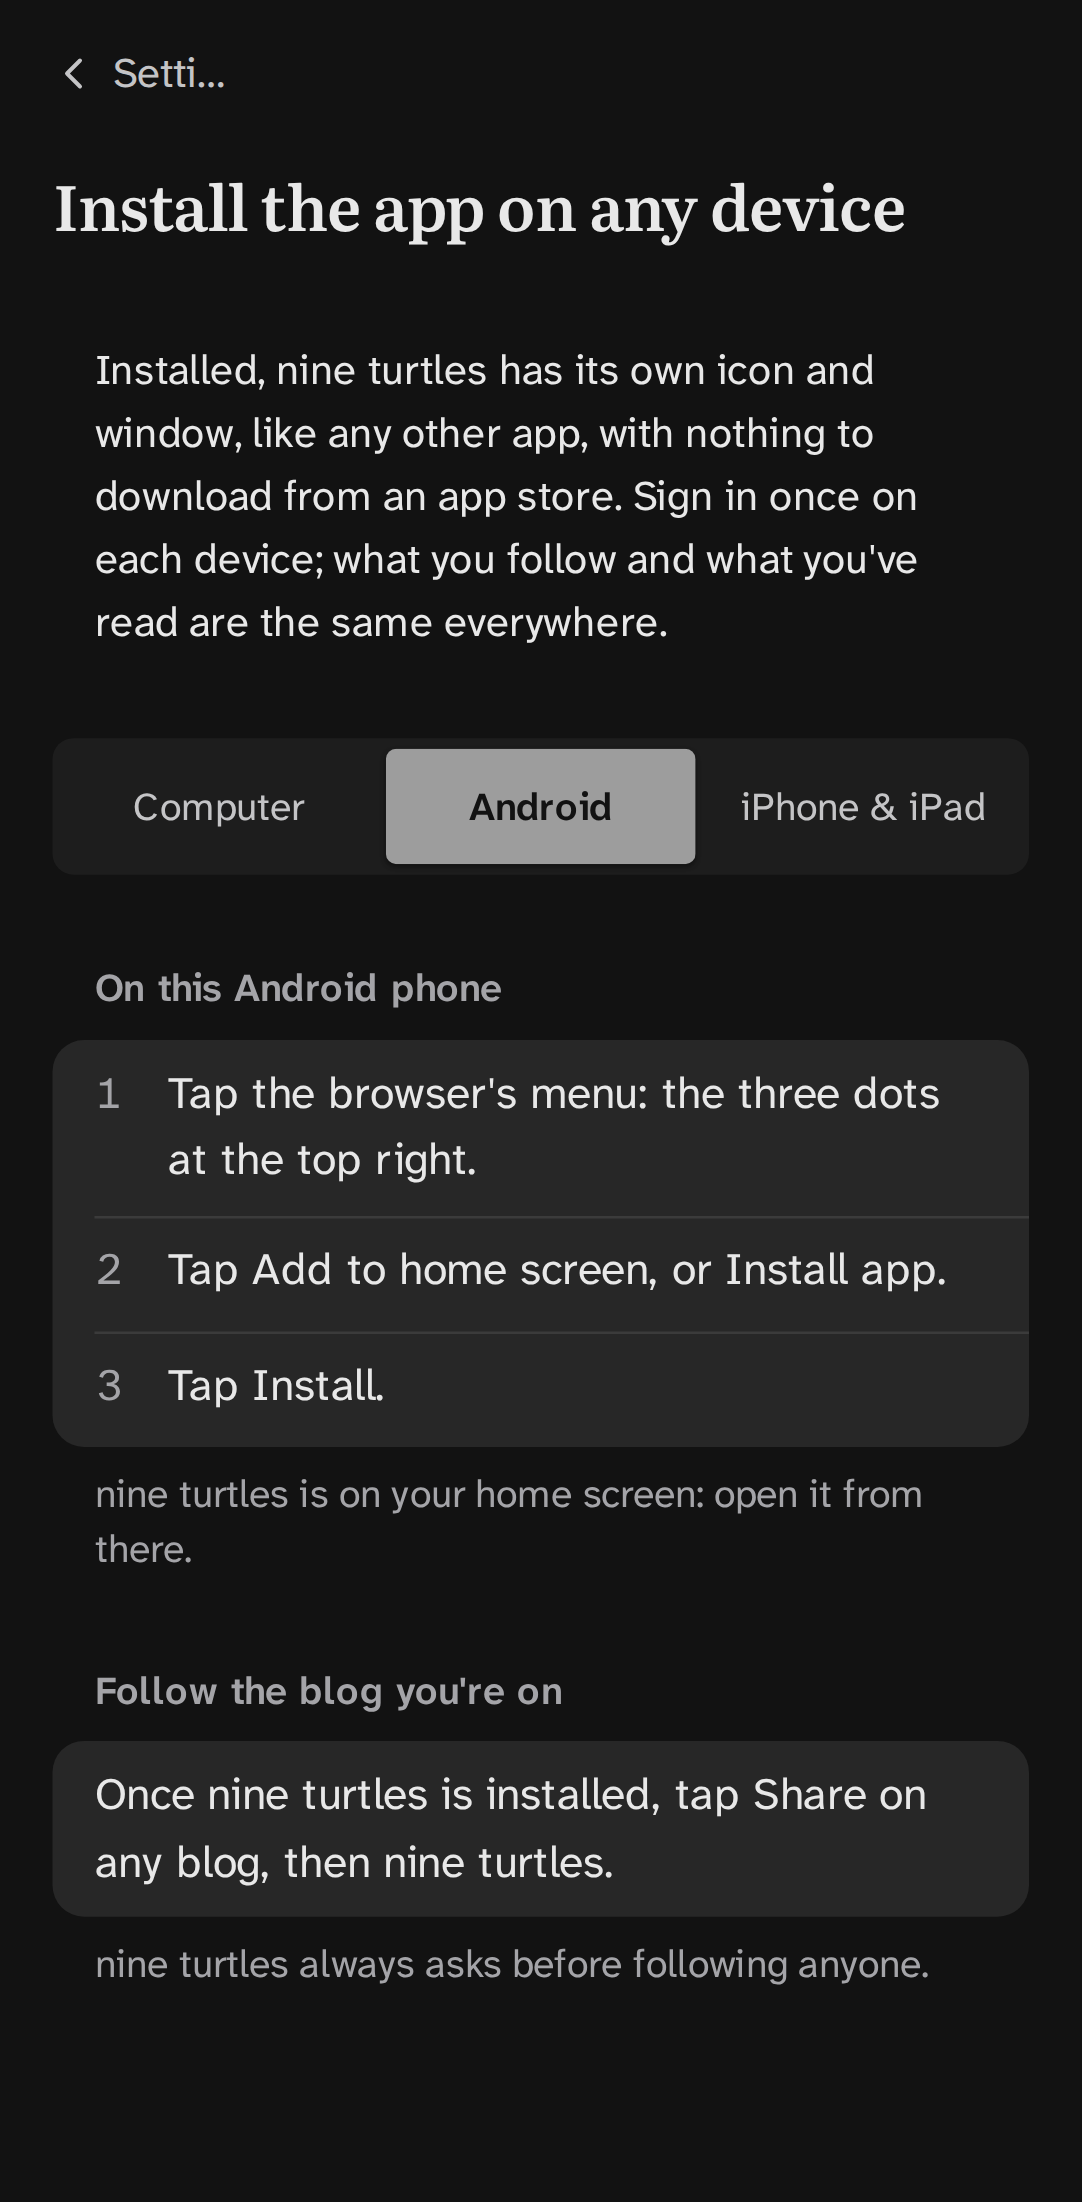 Setti...
Install the app on any device
Installed, nine turtles has its own icon and
window, like any other app, with nothing to
download from an app store. Sign in once on
each device; what you follow and what you've
read are the same everywhere.
Computer
Android
iPhone & iPad
On this Android phone
1 Tap the browser's menu: the three dots
at the top right.
2 Tap Add to home screen, or Install app.
3 Tap Install.
nine turtles is on your home screen: open it from
there.
Follow the blog you're on
Once nine turtles is installed, tap Share on
any blog, then nine turtles.
nine turtles always asks before following anyone.